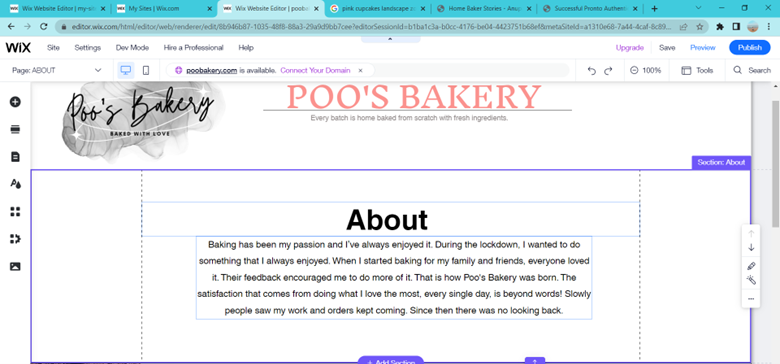 Wix Website Editor | my-s
My Sites | Wix.com
Wix Website Editor | poob
pink cupcakes landscape p
Home Baker Stories - Anup
Successful Pronto Authent
editor.wix.com/html/editor/web/renderer/edit/8b946b87-1035-48f8-88a3-29a9d9bb7cee?editorSessionId=b1ba1c3a-b0cc-4176-be04-4423751b68ef&metaSiteId=a1310e68-7a44-4caf-8c89...
WiX Site Settings Dev Mode Hire a Professional Help Upgrade Save Preview Publish
Page: ABOUT poobakery.com is available. Connect Your Domain × 100% Tools Search
Poo's Bakery
BAKED WITH LOVE
POO'S BAKERY
Every batch is home baked from scratch with fresh ingredients.
Section: About
About
Baking has been my passion and I've always enjoyed it. During the lockdown, I wanted to do
something that I always enjoyed. When I started baking for my family and friends, everyone loved
it. Their feedback encouraged me to do more of it. That is how Poo's Bakery was born. The
satisfaction that comes from doing what I love the most, every single day, is beyond words! Slowly
people saw my work and orders kept coming. Since then there was no looking back.
+ Add Section